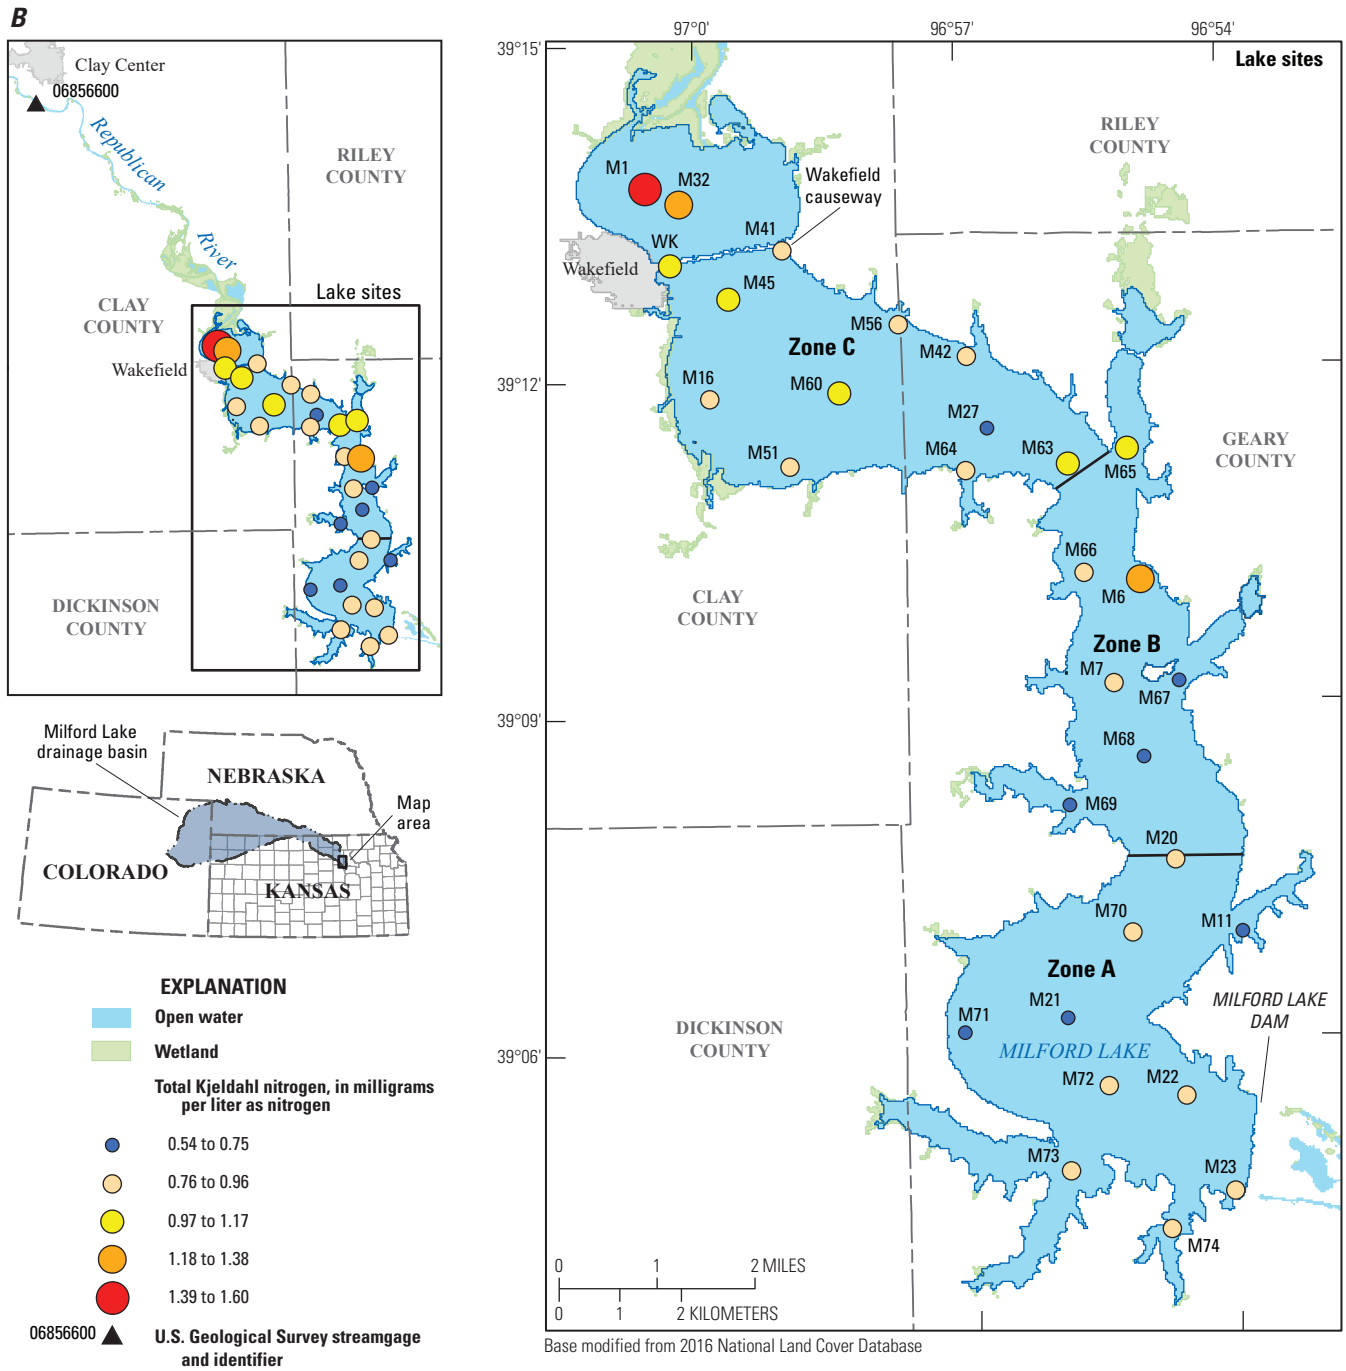 B
Clay Center
06856600
Republican
River
RILEY
COUNTY
Lake sites
CLAY
COUNTY
Wakefield
DICKINSON
COUNTY
Milford Lake
drainage basin
NEBRASKA
Map
area
COLORADO
KANSAS
EXPLANATION
Open water
Wetland
Total Kjeldahl nitrogen, in milligrams
per liter as nitrogen
0.54 to 0.75
0.76 to 0.96
0.97 to 1.17
1.18 to 1.38
1.39 to 1.60
06856600
U.S. Geological Survey streamgage
and identifier
97°0'
96°57'
96°54'
39°15'
39°12'
39°09'
39°06'
Lake sites
RILEY
COUNTY
M1
M32
Wakefield
causeway
M41
WK
Wakefield
M45
M56
Zone C
M42
M16
M60
M27
GEARY
COUNTY
M51
M64
M63
M65
M66
M6
CLAY
COUNTY
Zone B
M7
M67
M68
M69
M20
M70
M11
Zone A
M21
M71
MILFORD LAKE
DAM
DICKINSON
COUNTY
MILFORD LAKE
M72
M22
M73
M23
M74
0 1 2 MILES
0 1 2 KILOMETERS
Base modified from 2016 National Land Cover Database